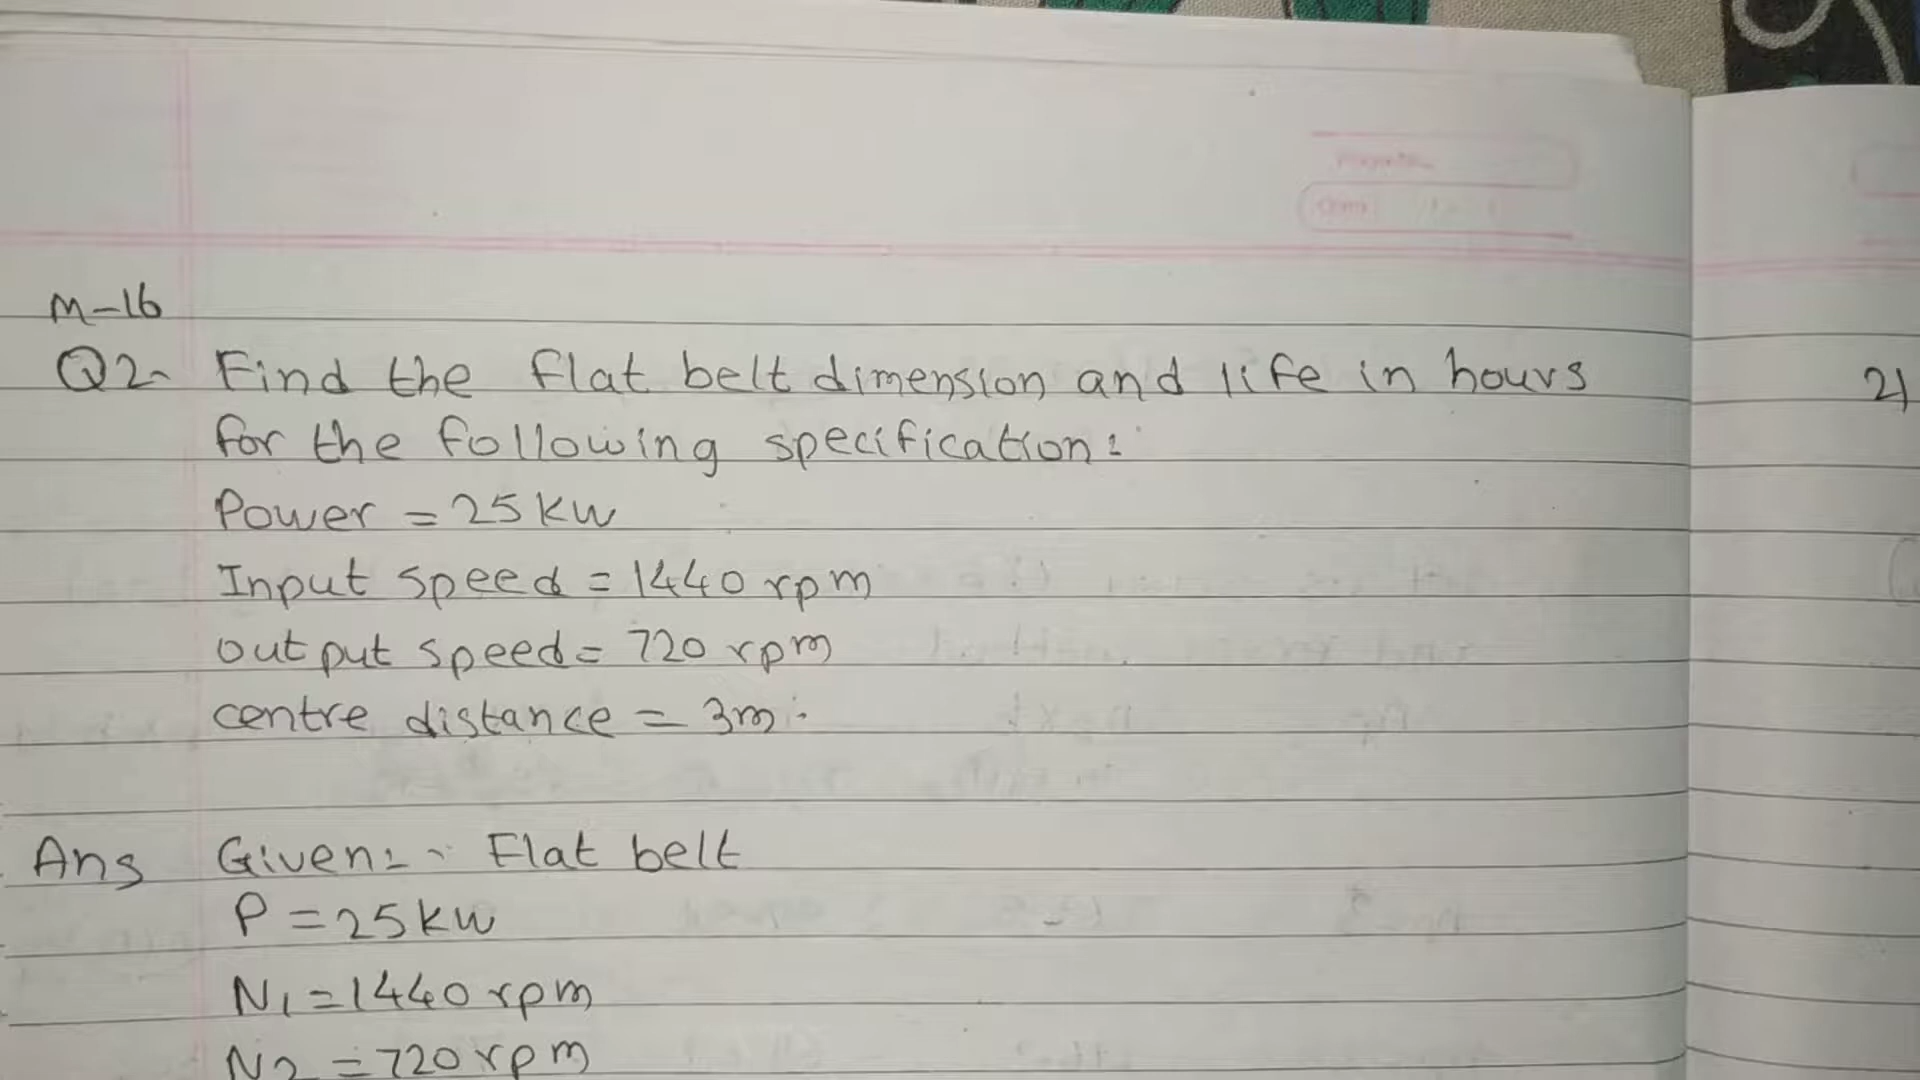 M-16
Q2- Find the flat belt dimension and life in hours
for the following specification:
Power = 25 kw
Input speed = 1440 rpm
output speed = 720 rpm
centre distance = 3m.
Ans Given:- Flat belt
P = 25 kw
N1 = 1440 rpm
N2 = 720 rpm
2)